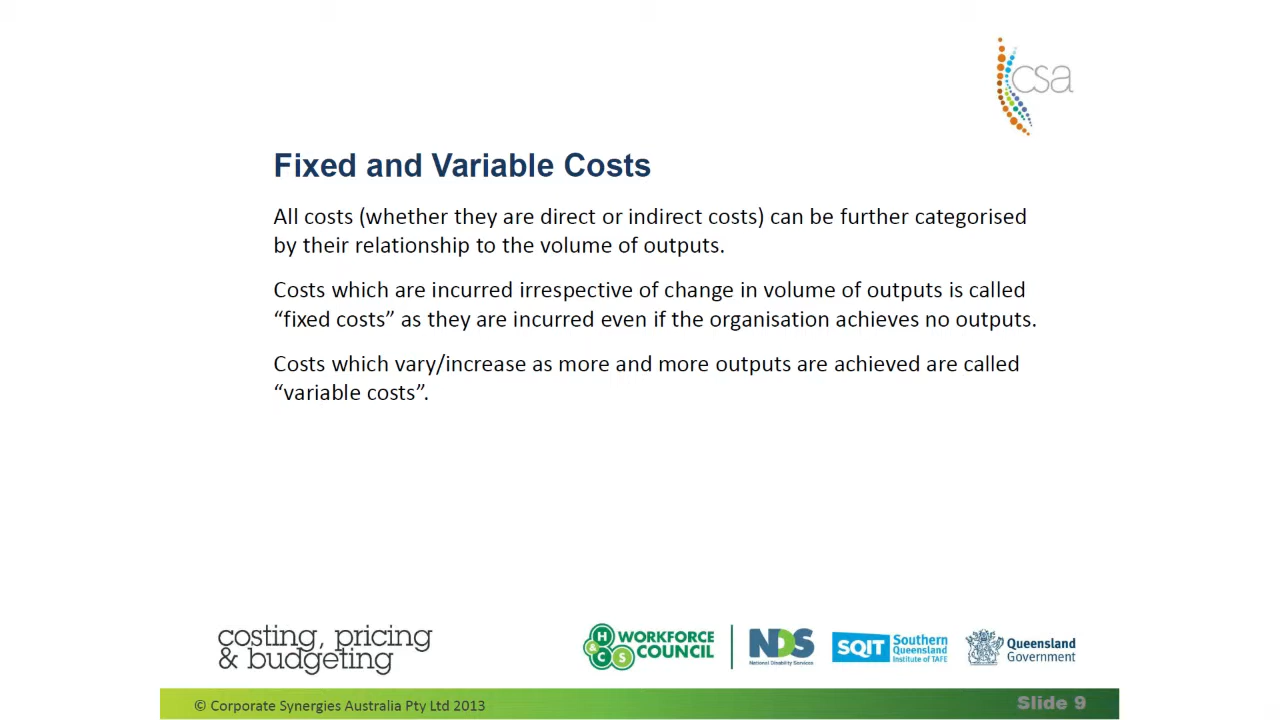 csa
Fixed and Variable Costs
All costs (whether they are direct or indirect costs) can be further categorised
by their relationship to the volume of outputs.
Costs which are incurred irrespective of change in volume of outputs is called
“fixed costs” as they are incurred even if the organisation achieves no outputs.
Costs which vary/increase as more and more outputs are achieved are called
“variable costs”.
costing, pricing
& budgeting
H & C S
WORKFORCE
COUNCIL
NDS
National Disability Services
SQIT
Southern
Queensland
Institute of TAFE
Queensland
Government
© Corporate Synergies Australia Pty Ltd 2013
Slide 9